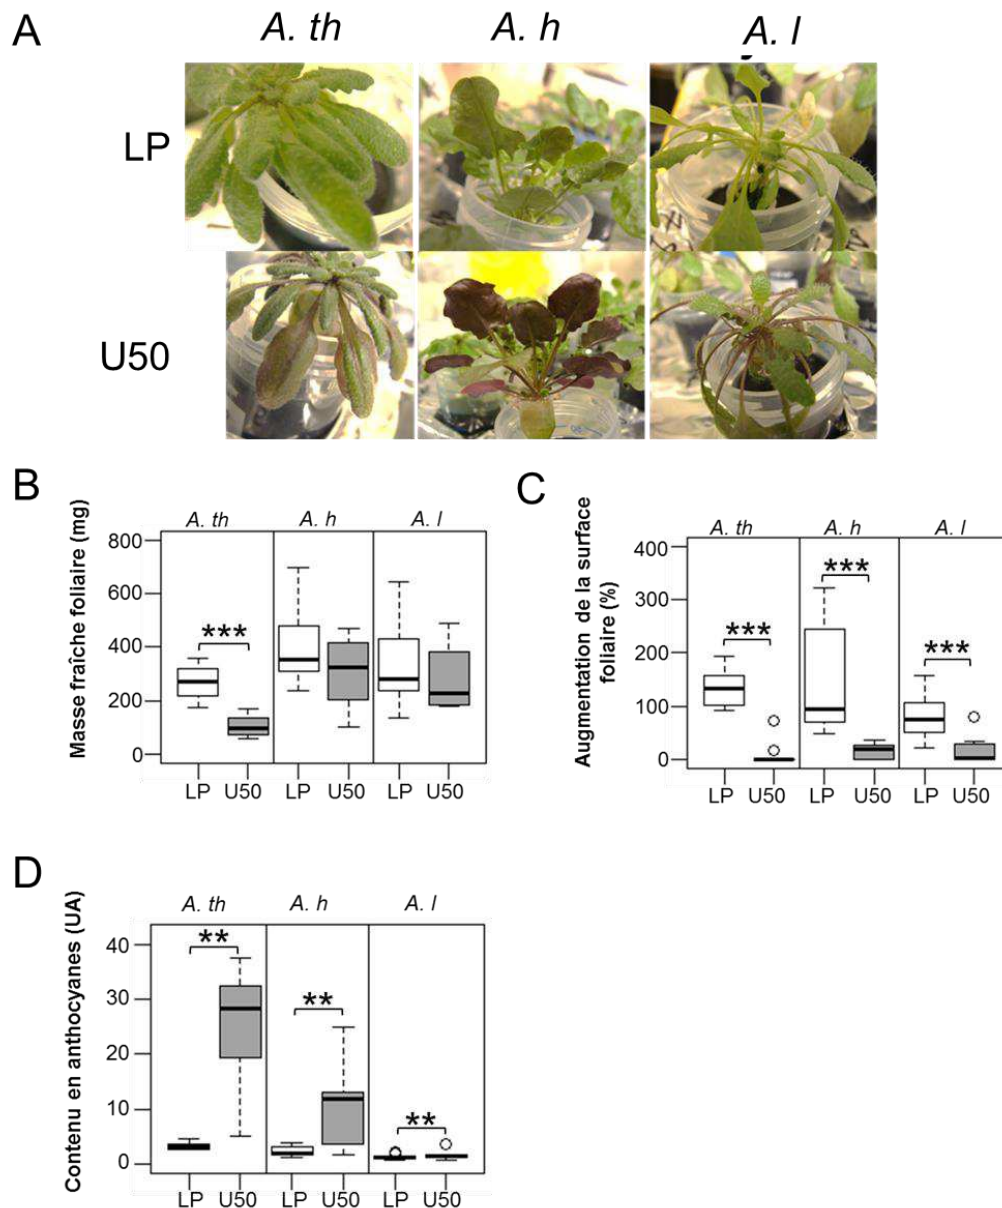 A
A. th
A. h
A. l
LP
U50
B
Masse fraîche foliaire (mg)
A. th
A. h
A. l
800
600
400
200
0
***
LP
U50
LP
U50
LP
U50
C
Augmentation de la surface
foliaire (%)
A. th
A. h
A. l
400
300
200
100
0
***
***
***
LP
U50
LP
U50
LP
U50
D
Contenu en anthocyanes (UA)
A. th
A. h
A. l
40
30
20
10
0
**
**
**
LP
U50
LP
U50
LP
U50